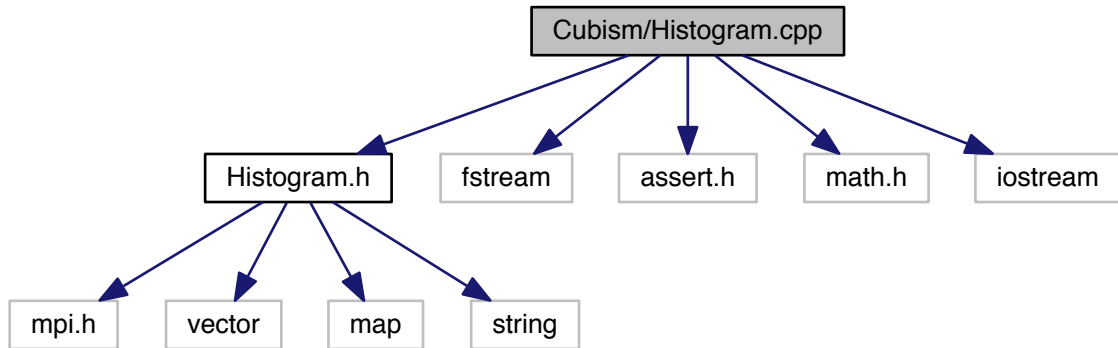 Cubism/Histogram.cpp
Histogram.h
fstream
assert.h
math.h
iostream
mpi.h
vector
map
string